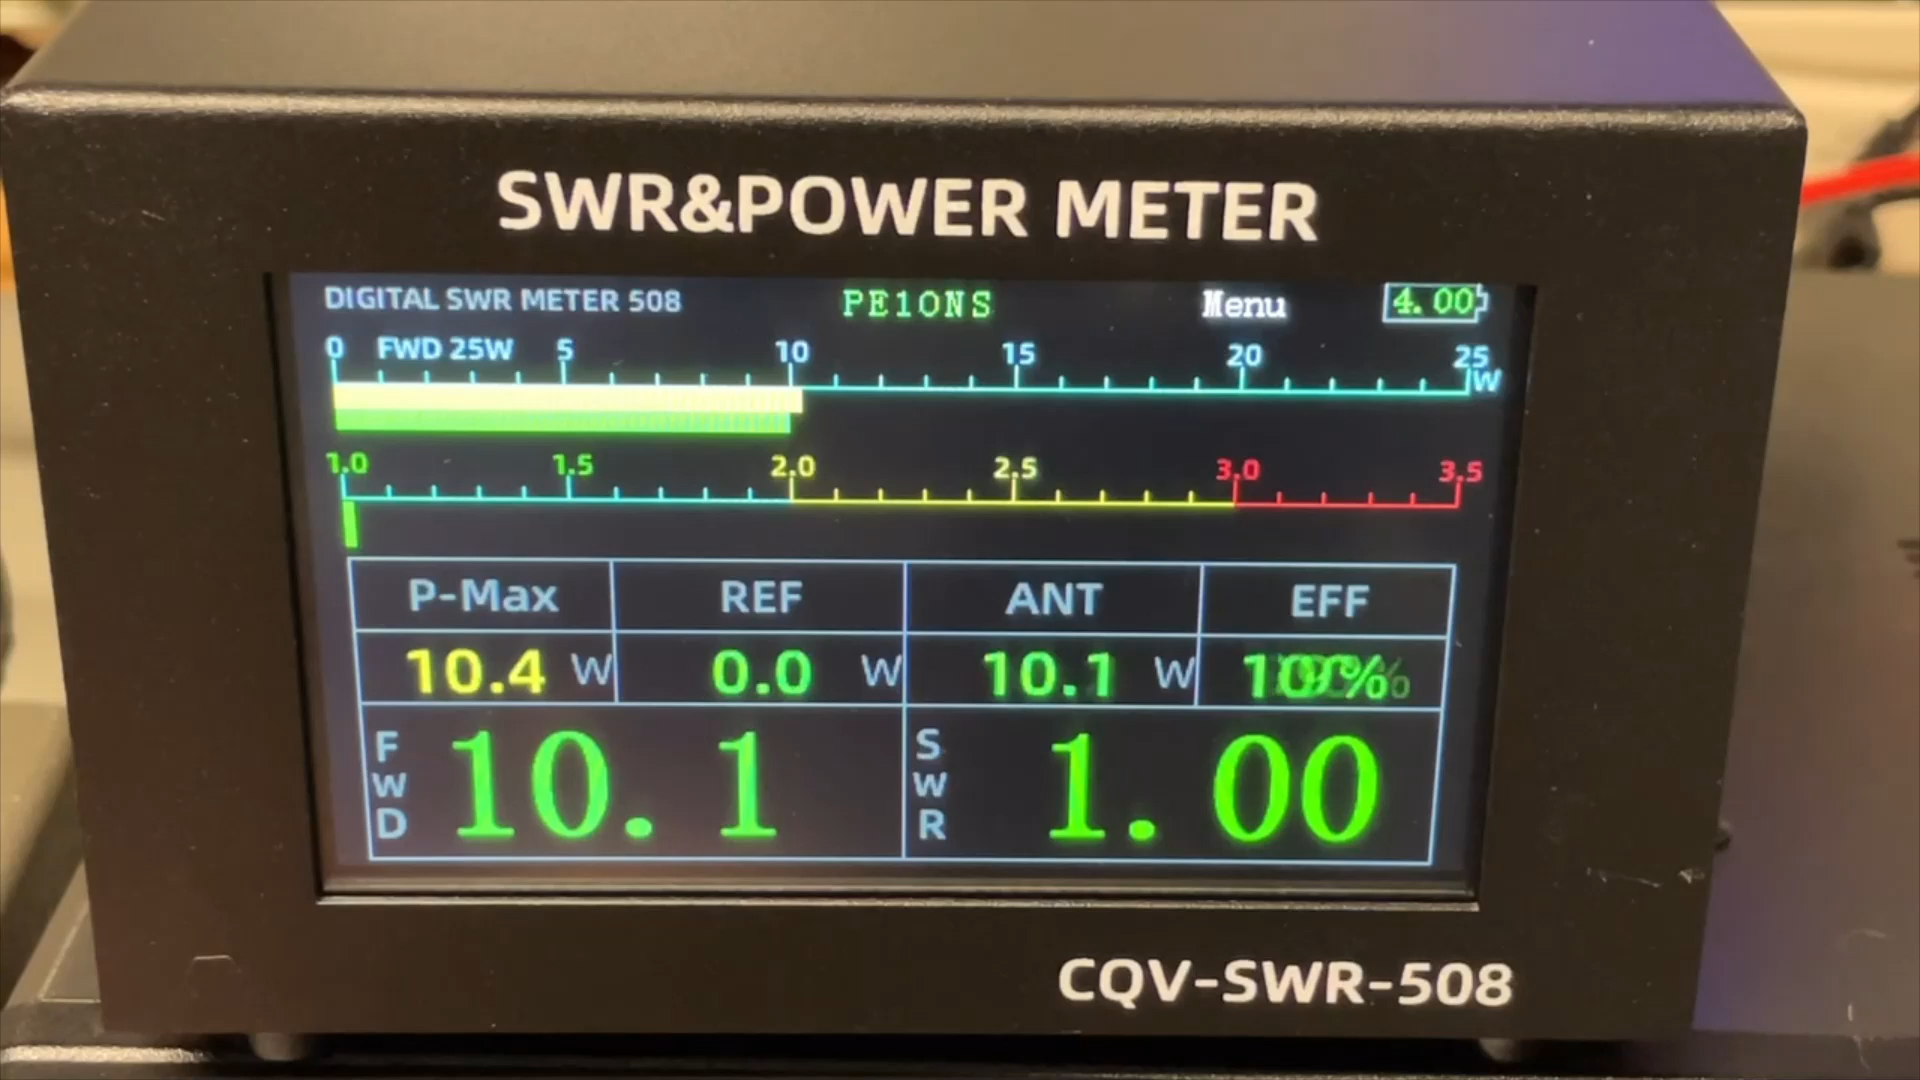 SWR&POWER METER
DIGITAL SWR METER 508 PE1ONS Menu 4.00
0 FWD 25W 5 10 15 20 25 W
1.0 1.5 2.0 2.5 3.0 3.5
P-Max REF ANT EFF
10.4 W 0.0 W 10.1 W
FWD 10.1 SWR 1.00
CQV-SWR-508